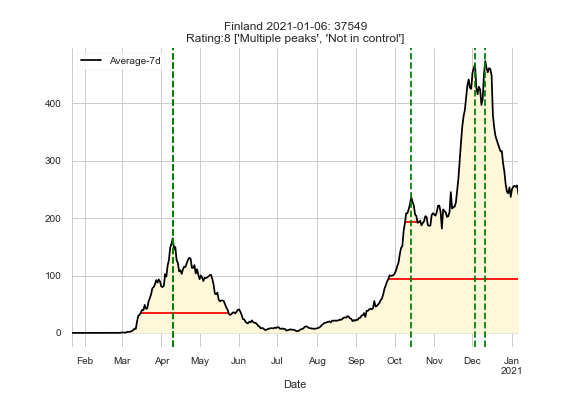 Finland 2021-01-06: 37549
Rating:8 ['Multiple peaks', 'Not in control']
Average-7d
400
300
200
100
0
Feb Mar Apr May Jun Jul Aug Sep Oct Nov Dec Jan
2021
Date